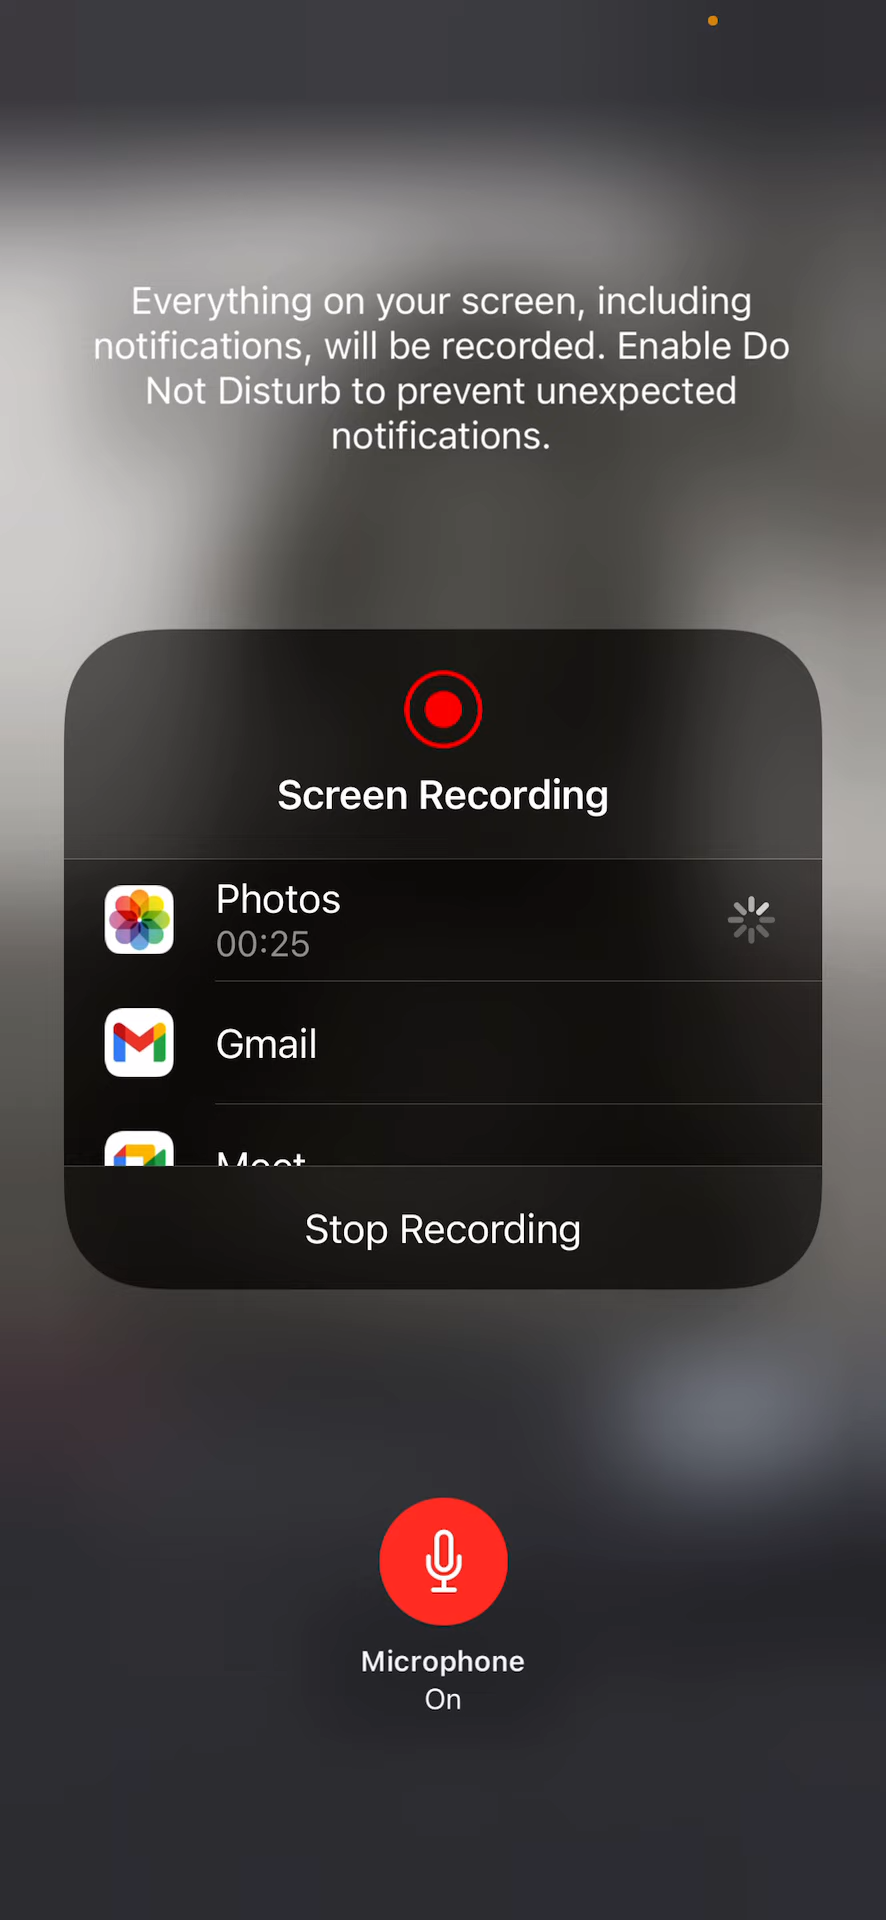 Everything on your screen, including
notifications, will be recorded. Enable Do
Not Disturb to prevent unexpected
notifications.
Screen Recording
Photos
00:25
Gmail
Meet
Stop Recording
Microphone
On